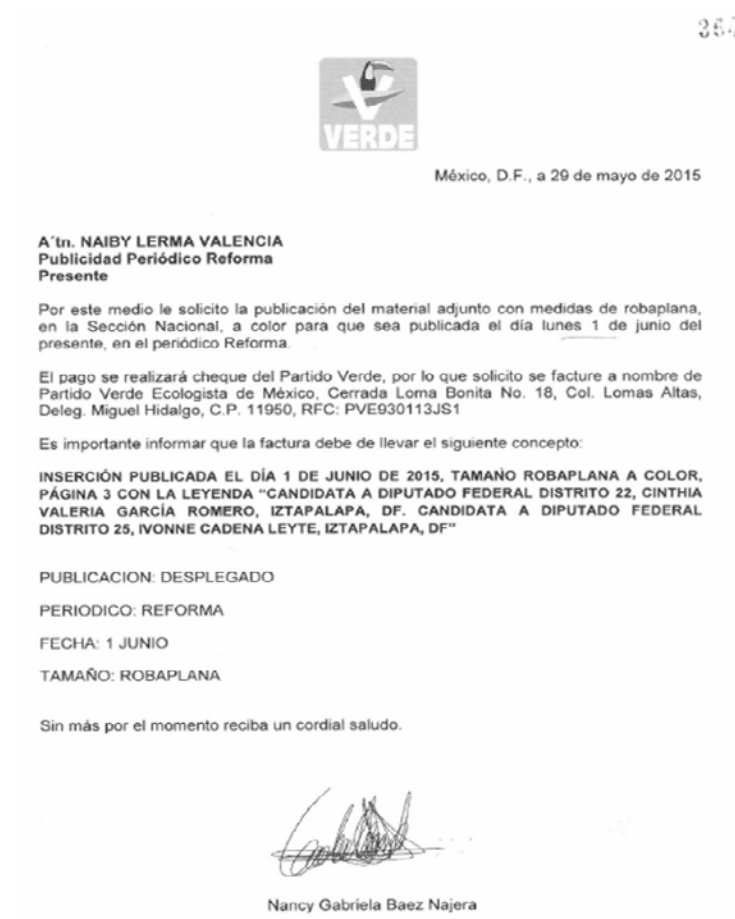 VERDE
México, D.F., a 29 de mayo de 2015
A´tn. NAIBY LERMA VALENCIA
Publicidad Periódico Reforma
Presente
Por este medio le solicito la publicación del material adjunto con medidas de robaplana,
en la Sección Nacional, a color para que sea publicada el día lunes 1 de junio del
presente, en el periódico Reforma.
El pago se realizará cheque del Partido Verde, por lo que solicito se facture a nombre de
Partido Verde Ecologista de México, Cerrada Loma Bonita No. 18, Col. Lomas Altas,
Deleg. Miguel Hidalgo, C.P. 11950, RFC: PVE930113JS1
Es importante informar que la factura debe de llevar el siguiente concepto:
INSERCIÓN PUBLICADA EL DÍA 1 DE JUNIO DE 2015, TAMAÑO ROBAPLANA A COLOR,
PÁGINA 3 CON LA LEYENDA “CANDIDATA A DIPUTADO FEDERAL DISTRITO 22, CINTHIA
VALERIA GARCÍA ROMERO, IZTAPALAPA, DF. CANDIDATA A DIPUTADO FEDERAL
DISTRITO 25, IVONNE CADENA LEYTE, IZTAPALAPA, DF”
PUBLICACION: DESPLEGADO
PERIODICO: REFORMA
FECHA: 1 JUNIO
TAMAÑO: ROBAPLANA
Sin más por el momento reciba un cordial saludo.
Nancy Gabriela Baez Najera